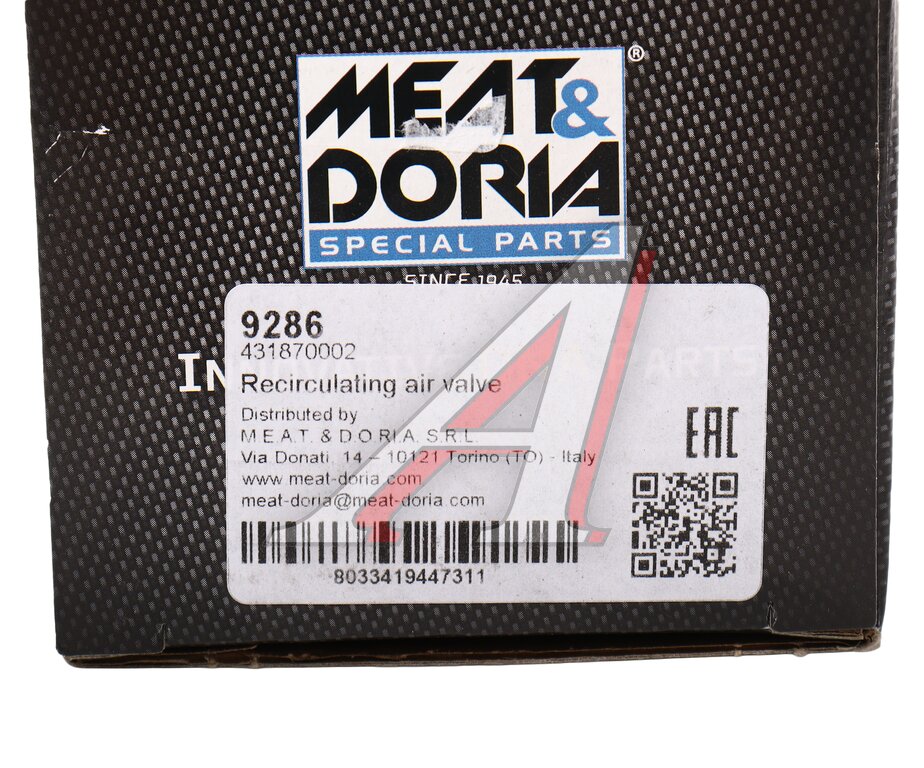 MEAT&
DORIA®
SPECIAL PARTS
SINCE 1945
9286
431870002
Recirculating air valve
Distributed by
M.E.A.T. & D.O.R.I.A. S.R.L.
Via Donati, 14 – 10121 Torino (TO) - Italy
www.meat-doria.com
meat-doria@meat-doria.com
EAC
8033419447311
PARTS